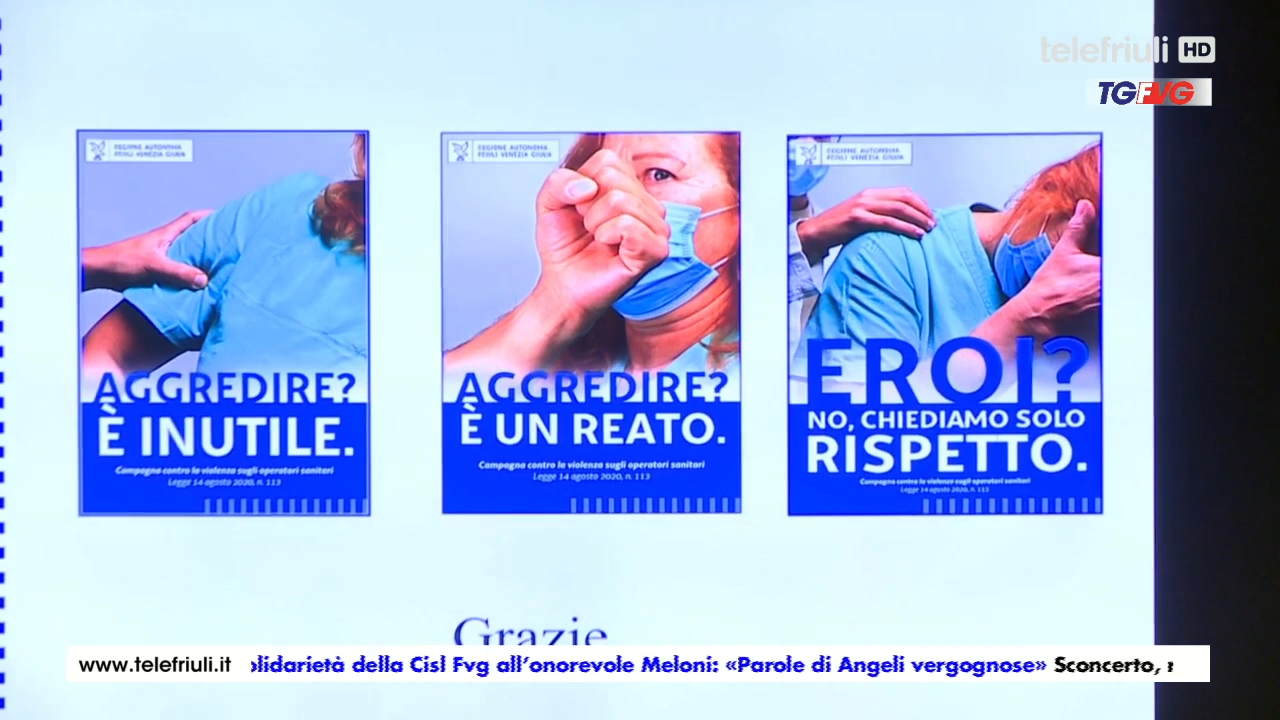 telefriuli HD
TGFVG
REGIONE AUTONOMA
FRIULI VENEZIA GIULIA
AGGREDIRE?
È INUTILE.
Campagna contro la violenza sugli operatori sanitari
Legge 14 agosto 2020, n. 113
REGIONE AUTONOMA
FRIULI VENEZIA GIULIA
AGGREDIRE?
È UN REATO.
Campagna contro la violenza sugli operatori sanitari
Legge 14 agosto 2020, n. 113
REGIONE AUTONOMA
FRIULI VENEZIA GIULIA
EROI?
NO, CHIEDIAMO SOLO
RISPETTO.
Campagna contro la violenza sugli operatori sanitari
Legge 14 agosto 2020, n. 113
Grazie
www.telefriuli.it lidarietà della Cisl Fvg all'onorevole Meloni: «Parole di Angeli vergognose» Sconcerto,